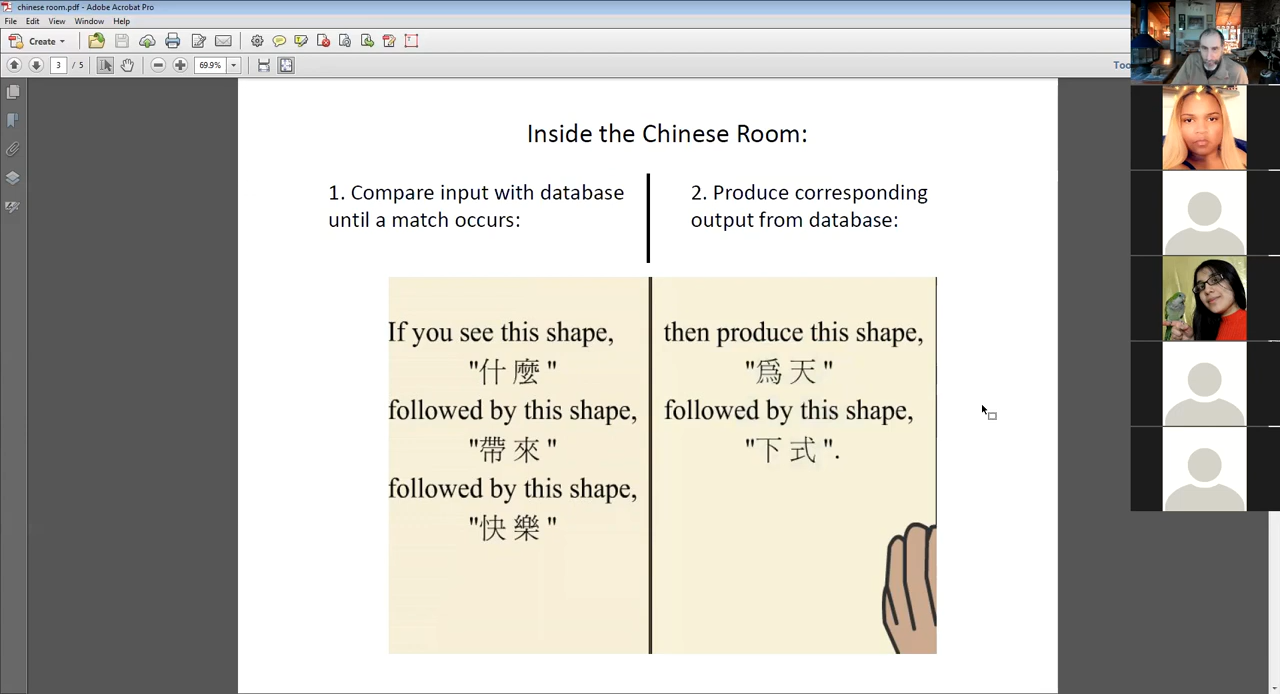 chinese room.pdf - Adobe Acrobat Pro
File Edit View Window Help
Create
3 / 5 69.9% Too
Inside the Chinese Room:
1. Compare input with database
until a match occurs:
2. Produce corresponding
output from database:
If you see this shape,
"什麼"
followed by this shape,
"帶來"
followed by this shape,
"快樂"
then produce this shape,
"爲天"
followed by this shape,
"下式".